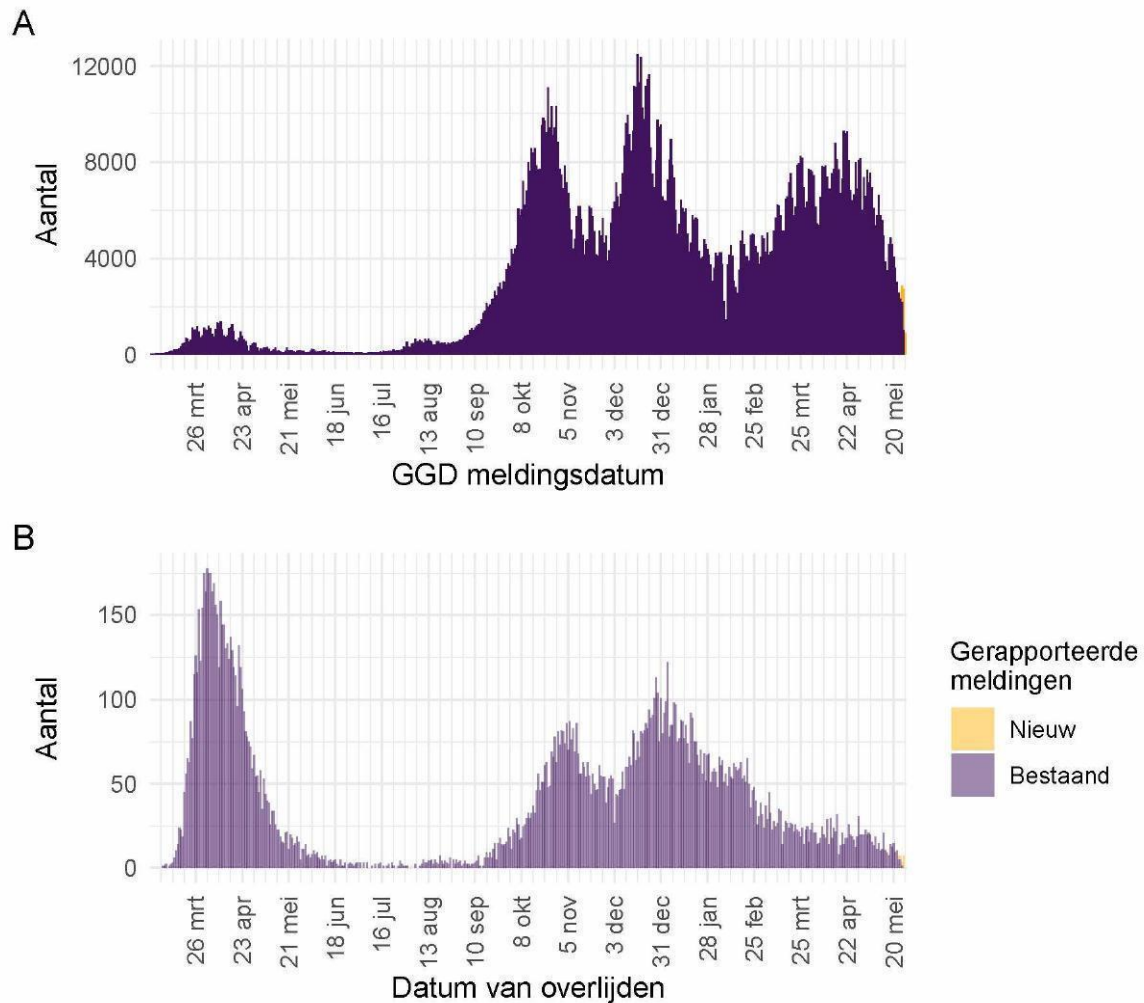 A
Aantal
12000
8000
4000
0
26 mrt
23 apr
21 mei
18 jun
16 jul
13 aug
10 sep
8 okt
5 nov
3 dec
31 dec
28 jan
25 feb
25 mrt
22 apr
20 mei
GGD meldingsdatum
B
Aantal
150
100
50
0
26 mrt
23 apr
21 mei
18 jun
16 jul
13 aug
10 sep
8 okt
5 nov
3 dec
31 dec
28 jan
25 feb
25 mrt
22 apr
20 mei
Datum van overlijden
Gerapporteerde
meldingen
Nieuw
Bestaand